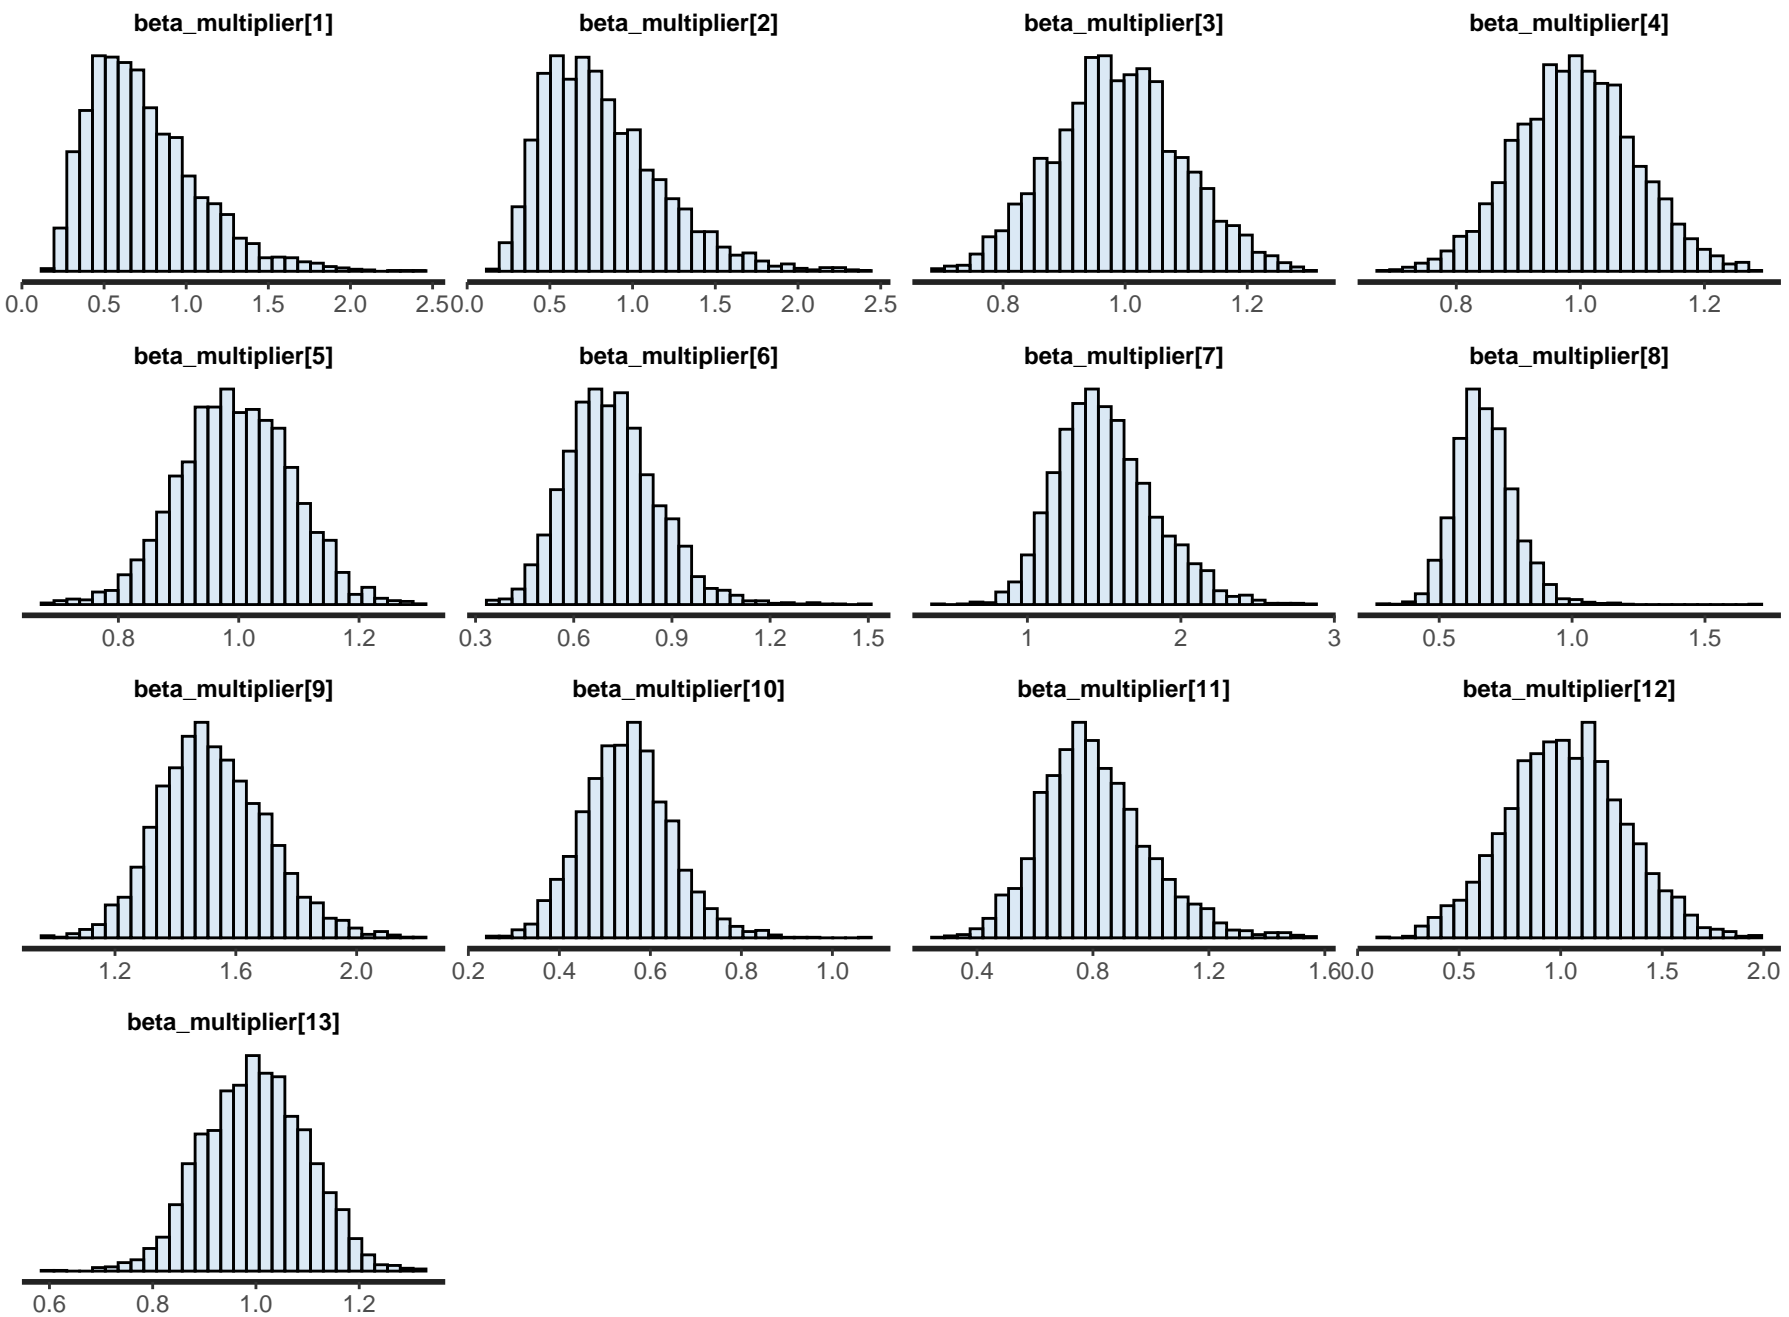 beta_multiplier[1] beta_multiplier[2] beta_multiplier[3] beta_multiplier[4]
0.0 0.5 1.0 1.5 2.0 2.5 0.0 0.5 1.0 1.5 2.0 2.5 0.8 1.0 1.2 0.8 1.0 1.2
beta_multiplier[5] beta_multiplier[6] beta_multiplier[7] beta_multiplier[8]
0.8 1.0 1.2 0.3 0.6 0.9 1.2 1.5 1 2 3 0.5 1.0 1.5
beta_multiplier[9] beta_multiplier[10] beta_multiplier[11] beta_multiplier[12]
1.2 1.6 2.0 0.2 0.4 0.6 0.8 1.0 0.4 0.8 1.2 1.6 0.0 0.5 1.0 1.5 2.0
beta_multiplier[13]
0.6 0.8 1.0 1.2